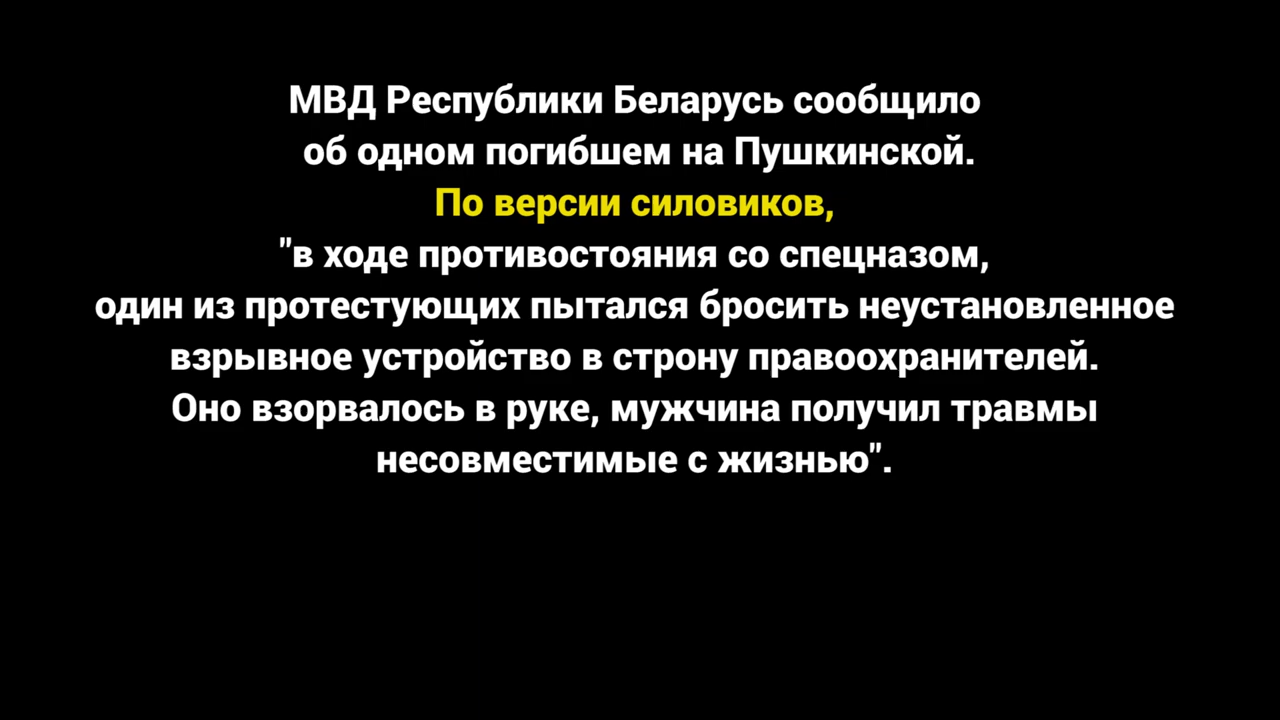 МВД Республики Беларусь сообщило
об одном погибшем на Пушкинской.
По версии силовиков,
"в ходе противостояния со спецназом,
один из протестующих пытался бросить неустановленное
взрывное устройство в строну правоохранителей.
Оно взорвалось в руке, мужчина получил травмы
несовместимые с жизнью".